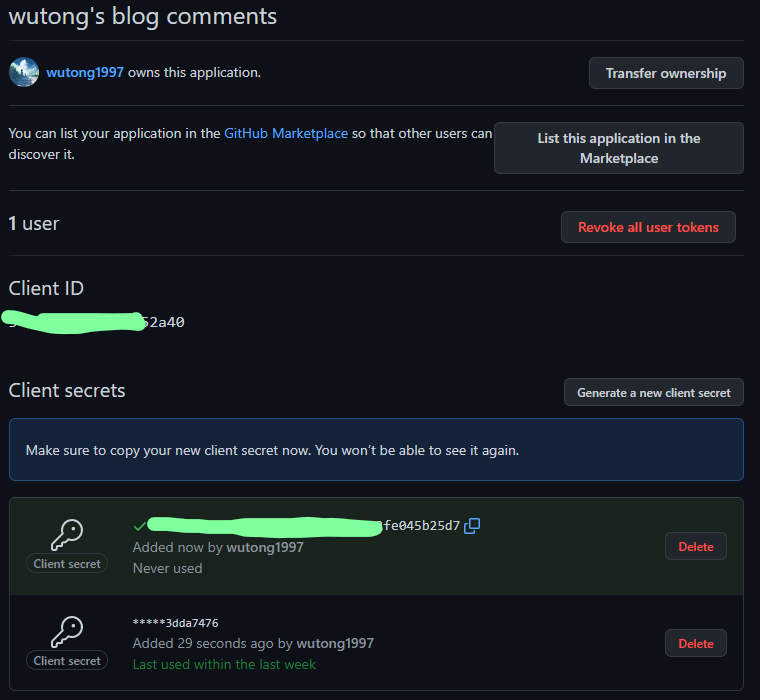 wutong's blog comments
wutong1997 owns this application.
Transfer ownership
You can list your application in the GitHub Marketplace so that other users can
discover it.
List this application in the
Marketplace
1 user
Revoke all user tokens
Client ID
52a40
Client secrets
Generate a new client secret
Make sure to copy your new client secret now. You won’t be able to see it again.
Client secret
fe045b25d7
Added now by wutong1997
Never used
Delete
Client secret
*****3dda7476
Added 29 seconds ago by wutong1997
Last used within the last week
Delete